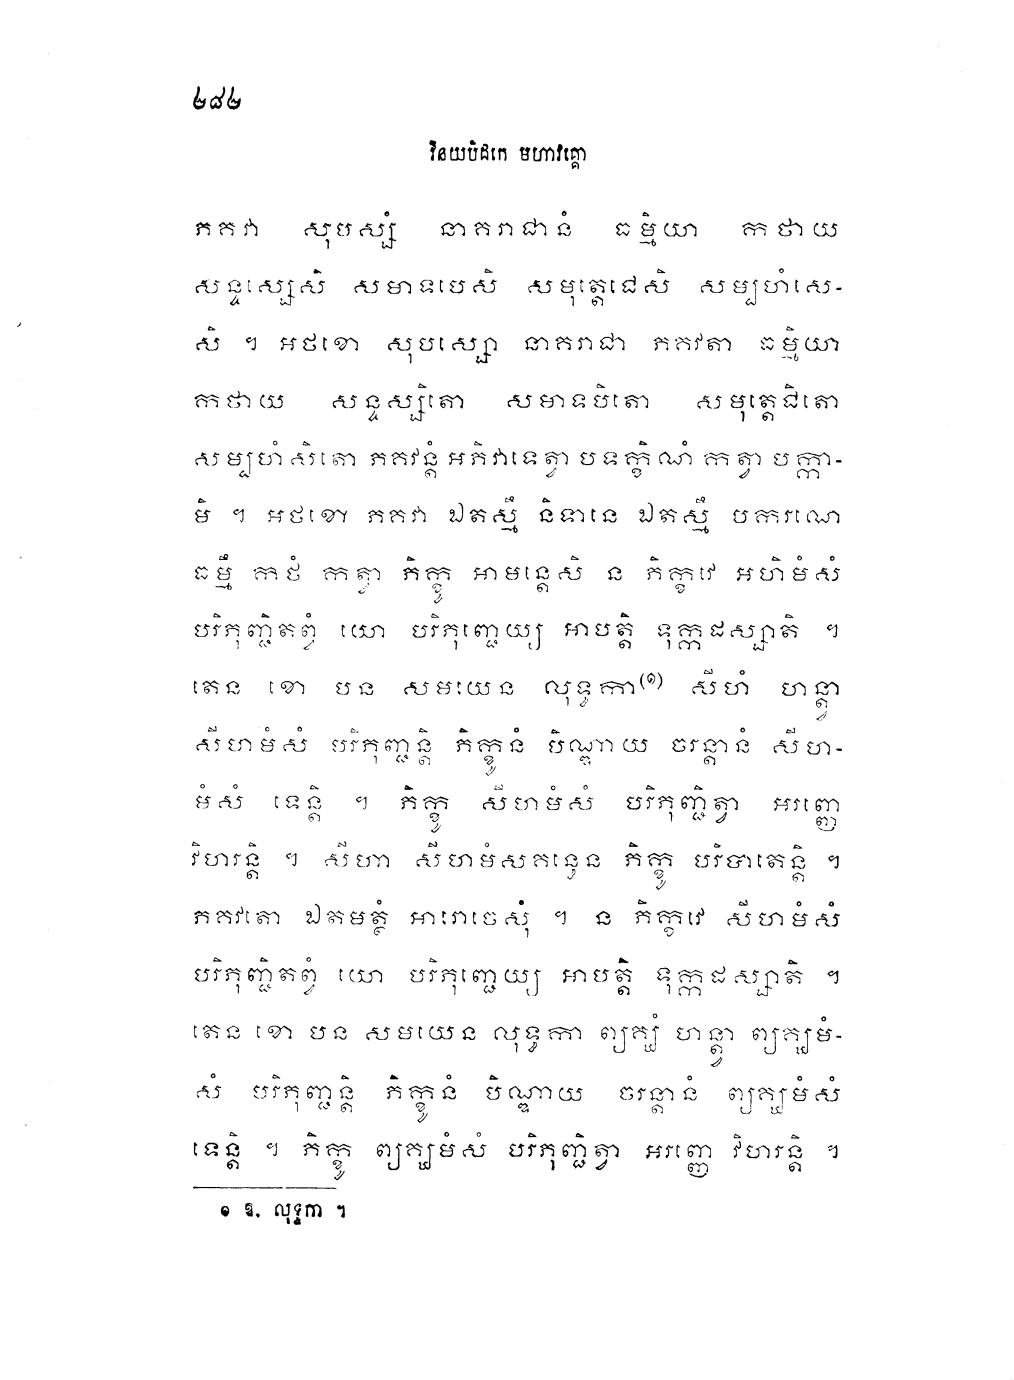 ២៨២
វិនយបិដកេ មហាវគ្គោ
ភគវា សុបស្សំ នាគរាជានំ ធម្មិយា កថាយ
សន្ទស្សេសិ សមាទបេសិ សមុត្តេជេសិ សម្បហំសេ-
សិ ។ អថខោ សុបស្សោ នាគរាជា ភគវតា ធម្មិយា
កថាយ សន្ទស្សិតោ សមាទបិតោ សមុត្តេជិតោ
សម្បហំសិតោ ភគវន្តំ អភិវាទេត្វា បទក្ខិណំ កត្វា បក្កា-
មិ ។ អថខោ ភគវា ឯតស្មឹ និទានេ ឯតស្មឹ បករណេ
ធម្មឹ កថំ កត្វា ភិក្ខូ អាមន្តេសិ ន ភិក្ខវេ អហិមំសំ
បរិភុញ្ជិតព្វំ យោ បរិភុញ្ជេយ្យ អាបត្តិ ទុក្កដស្សាតិ ។
តេន ខោ បន សមយេន លុទ្ទកា(១) សីហំ ហន្ត្វា
សីហមំសំ បរិភុញ្ជន្តិ ភិក្ខូនំ បិណ្ឌាយ ចរន្តានំ សីហ-
មំសំ ទេន្តិ ។ ភិក្ខូ សីហមំសំ បរិភុញ្ជិត្វា អរញ្ញេ
វិហរន្តិ ។ សីហា សីហមំសគន្ធេន ភិក្ខូ បរិបាតេន្តិ ។
ភគវតោ ឯតមត្ថំ អារោចេសុំ ។ ន ភិក្ខវេ សីហមំសំ
បរិភុញ្ជិតព្វំ យោ បរិភុញ្ជេយ្យ អាបត្តិ ទុក្កដស្សាតិ ។
តេន ខោ បន សមយេន លុទ្ទកា ព្យគ្ឃំ ហន្ត្វា ព្យគ្ឃមំ-
សំ បរិភុញ្ជន្តិ ភិក្ខូនំ បិណ្ឌាយ ចរន្តានំ ព្យគ្ឃមំសំ
ទេន្តិ ។ ភិក្ខូ ព្យគ្ឃមំសំ បរិភុញ្ជិត្វា អរញ្ញេ វិហរន្តិ ។
១ ឱ. លុទ្ទកា ។